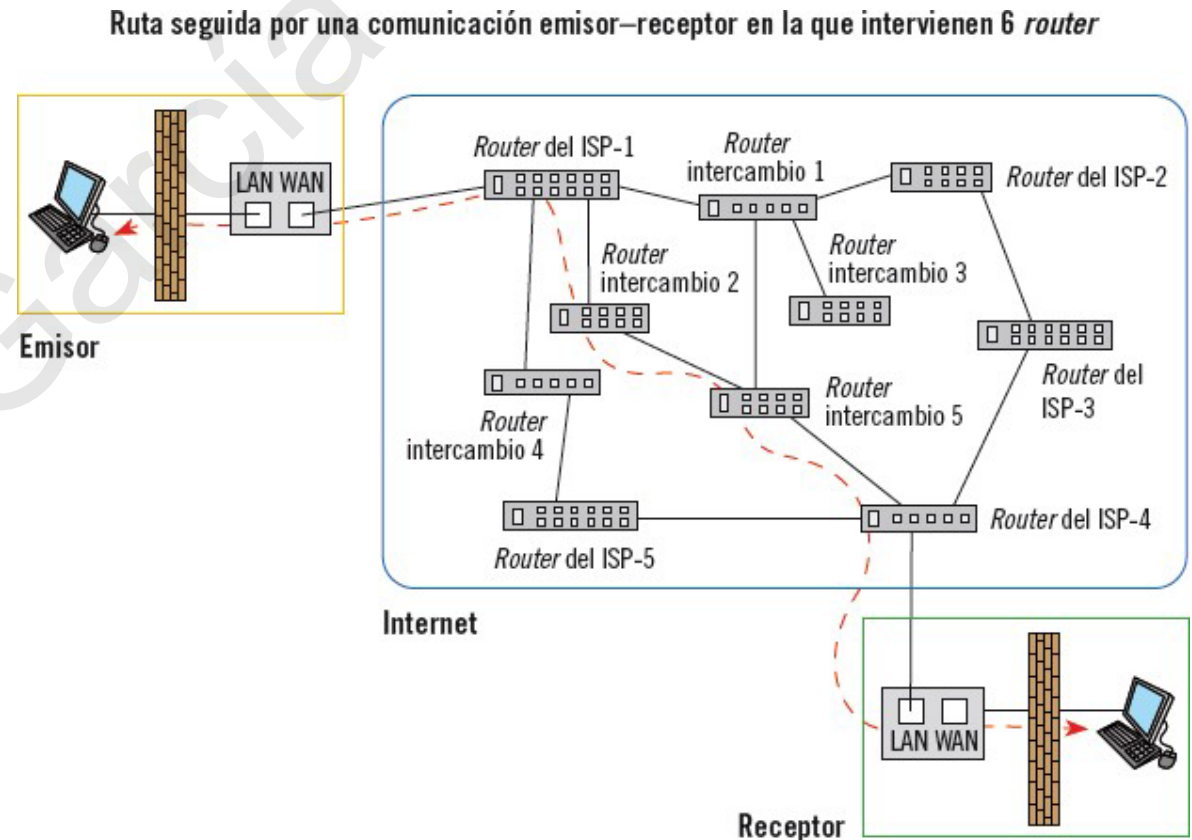 Ruta seguida por una comunicación emisor–receptor en la que intervienen 6 router
García
LAN WAN
Emisor
Router del ISP-1
Router
intercambio 1
Router del ISP-2
Router
intercambio 2
Router
intercambio 3
Router del
ISP-3
Router
intercambio 4
Router
intercambio 5
Router del ISP-4
Router del ISP-5
Internet
LAN WAN
Receptor